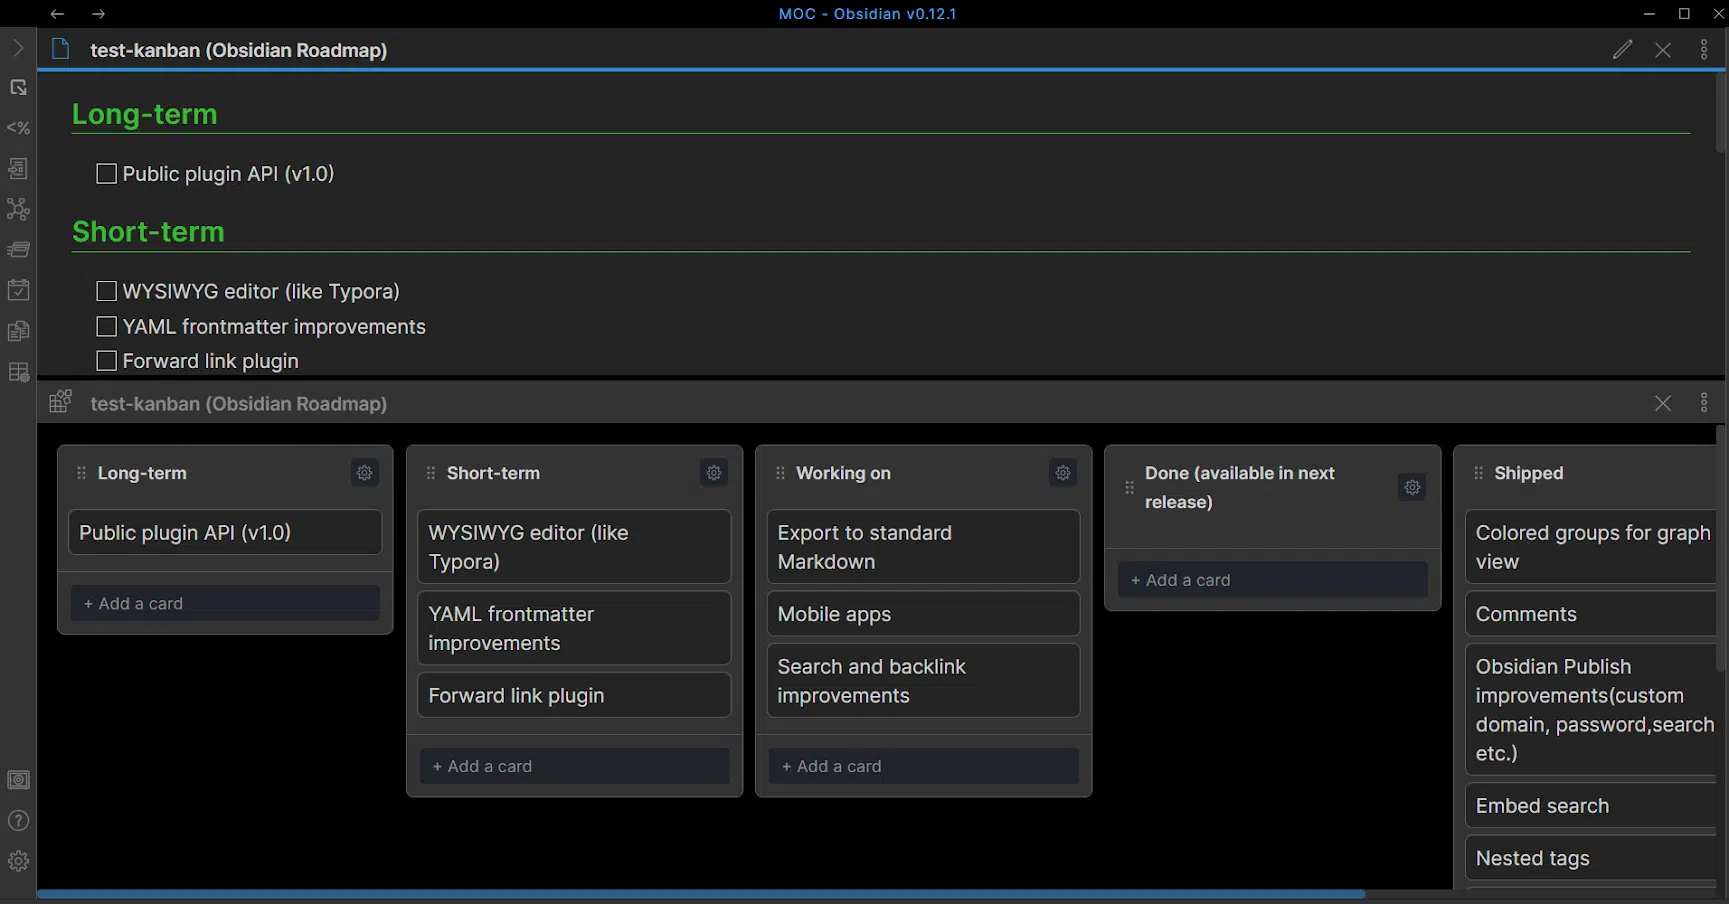 MOC - Obsidian v0.12.1
test-kanban (Obsidian Roadmap)
<%
Long-term
Public plugin API (v1.0)
Short-term
WYSIWYG editor (like Typora)
YAML frontmatter improvements
Forward link plugin
test-kanban (Obsidian Roadmap)
Long-term
Public plugin API (v1.0)
+ Add a card
Short-term
WYSIWYG editor (like
Typora)
YAML frontmatter
improvements
Forward link plugin
+ Add a card
Working on
Export to standard
Markdown
Mobile apps
Search and backlink
improvements
+ Add a card
Done (available in next
release)
+ Add a card
Shipped
Colored groups for graph
view
Comments
Obsidian Publish
improvements(custom
domain, password,search
etc.)
Embed search
Nested tags